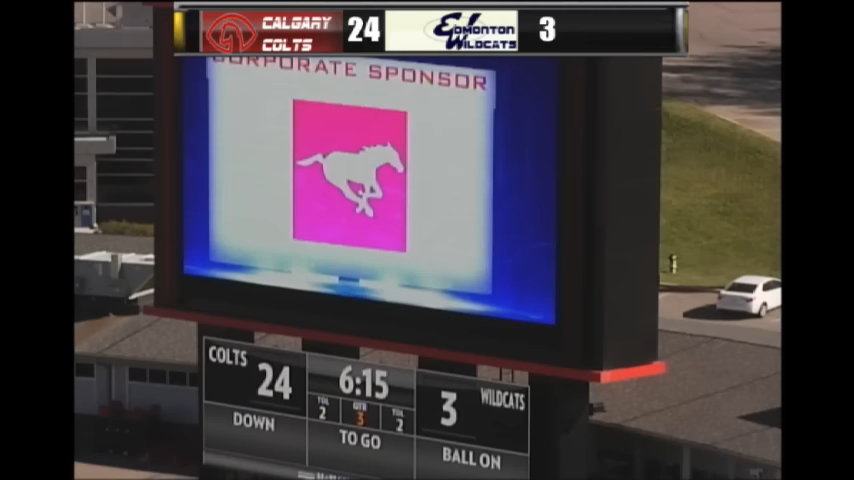 CALGARY COLTS 24 Edmonton Wildcats 3
CORPORATE SPONSOR
COLTS 24 6:15 3 WILDCATS
TOL 2 QTR 3 TOL 2
DOWN TO GO BALL ON